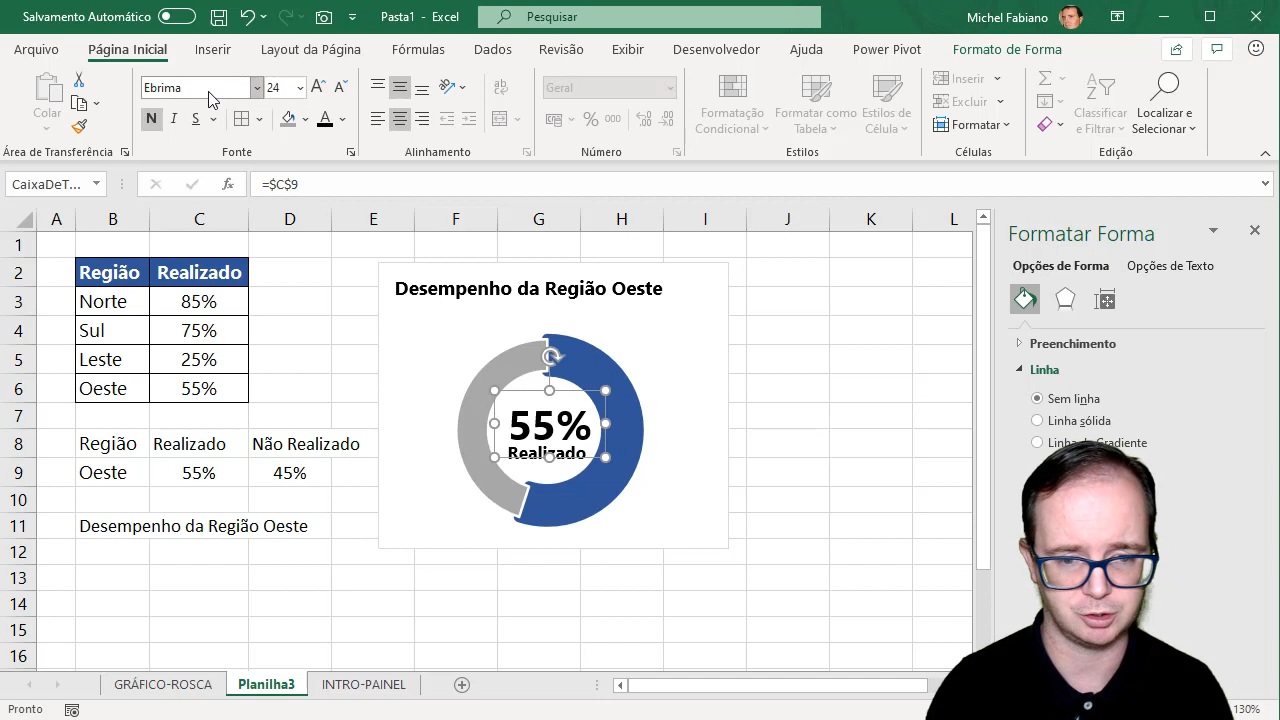 Salvamento Automático
Pasta1 - Excel
Pesquisar
Michel Fabiano
Arquivo Página Inicial Inserir Layout da Página Fórmulas Dados Revisão Exibir Desenvolvedor Ajuda Power Pivot Formato de Forma
Colar
Ebrima 24
N I S A
ab
Geral
% 000
Formatação Condicional
Formatar como Tabela
Estilos de Célula
Inserir
Excluir
Formatar
Classificar e Filtrar
Localizar e Selecionar
Área de Transferência Fonte Alinhamento Número Estilos Células Edição
CaixaDeT... fx =$C$9
A B C D E F G H I J K L
1
2 Região Realizado
3 Norte 85%
4 Sul 75%
5 Leste 25%
6 Oeste 55%
7
8 Região Realizado Não Realizado
9 Oeste 55% 45%
10
11 Desempenho da Região Oeste
12
13
14
15
16
Desempenho da Região Oeste
55%
Realizado
Formatar Forma
Opções de Forma Opções de Texto
Preenchimento
Linha
Sem linha
Linha sólida
Linha de Gradiente
GRÁFICO-ROSCA Planilha3 INTRO-PAINEL
Pronto
130%